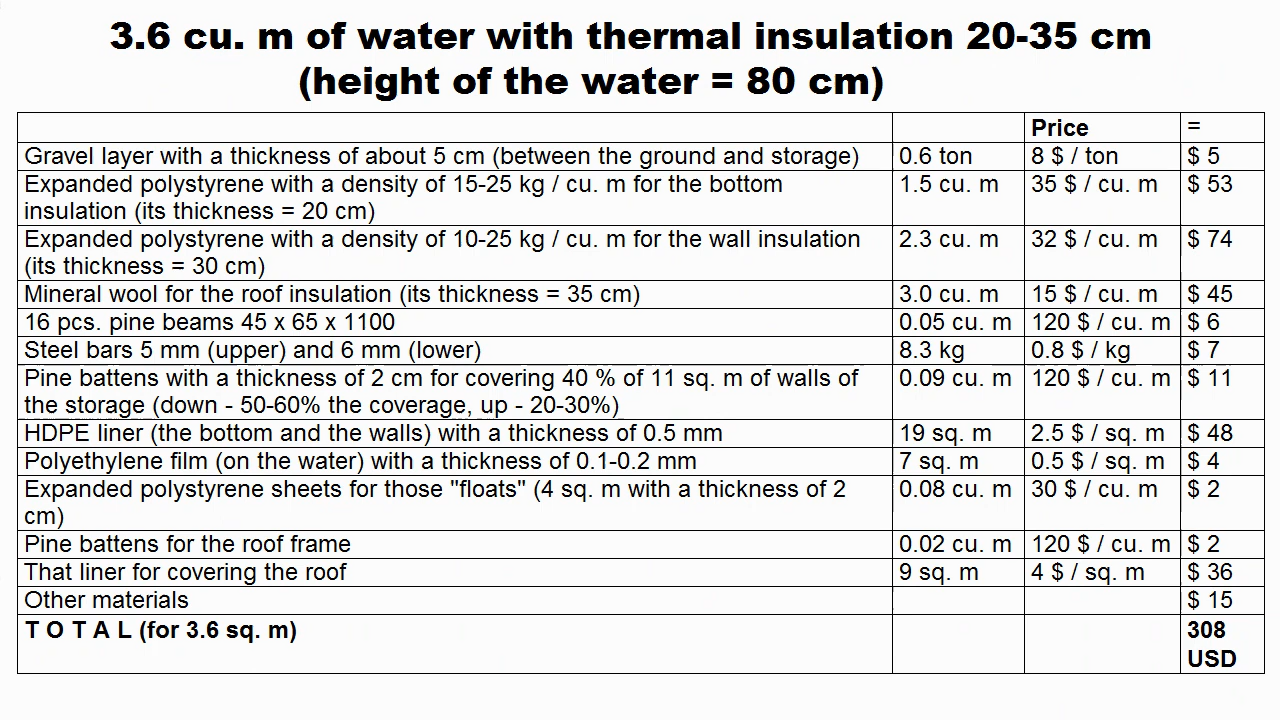 3.6 cu. m of water with thermal insulation 20-35 cm
(height of the water = 80 cm)
Price =
Gravel layer with a thickness of about 5 cm (between the ground and storage) 0.6 ton 8 $ / ton $ 5
Expanded polystyrene with a density of 15-25 kg / cu. m for the bottom 1.5 cu. m 35 $ / cu. m $ 53
insulation (its thickness = 20 cm)
Expanded polystyrene with a density of 10-25 kg / cu. m for the wall insulation 2.3 cu. m 32 $ / cu. m $ 74
(its thickness = 30 cm)
Mineral wool for the roof insulation (its thickness = 35 cm) 3.0 cu. m 15 $ / cu. m $ 45
16 pcs. pine beams 45 x 65 x 1100 0.05 cu. m 120 $ / cu. m $ 6
Steel bars 5 mm (upper) and 6 mm (lower) 8.3 kg 0.8 $ / kg $ 7
Pine battens with a thickness of 2 cm for covering 40 % of 11 sq. m of walls of 0.09 cu. m 120 $ / cu. m $ 11
the storage (down - 50-60% the coverage, up - 20-30%)
HDPE liner (the bottom and the walls) with a thickness of 0.5 mm 19 sq. m 2.5 $ / sq. m $ 48
Polyethylene film (on the water) with a thickness of 0.1-0.2 mm 7 sq. m 0.5 $ / sq. m $ 4
Expanded polystyrene sheets for those "floats" (4 sq. m with a thickness of 2 0.08 cu. m 30 $ / cu. m $ 2
cm)
Pine battens for the roof frame 0.02 cu. m 120 $ / cu. m $ 2
That liner for covering the roof 9 sq. m 4 $ / sq. m $ 36
Other materials $ 15
T O T A L (for 3.6 sq. m) 308
USD